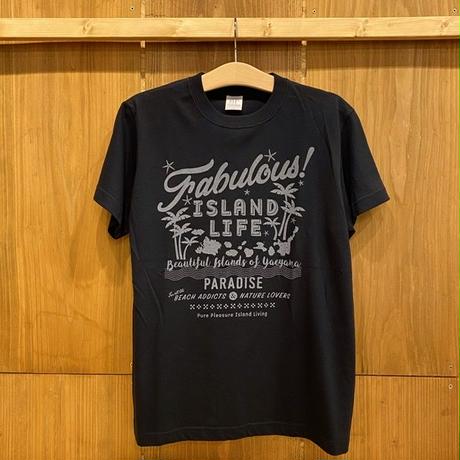 Fabulous!
ISLAND
LIFE
Beautiful Islands of Yaeyama
PARADISE
BEACH ADDICTS & NATURE LOVERS
Pure Pleasure Island Living